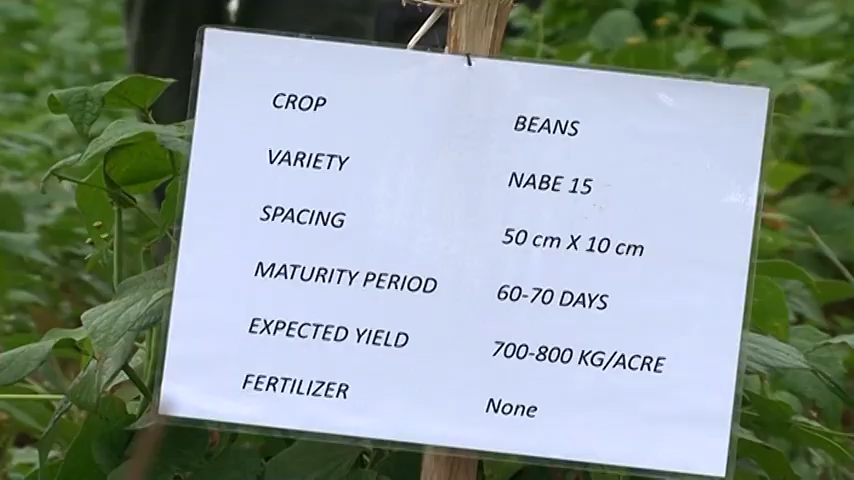 CROP BEANS
VARIETY NABE 15
SPACING 50 cm X 10 cm
MATURITY PERIOD 60-70 DAYS
EXPECTED YIELD 700-800 KG/ACRE
FERTILIZER None